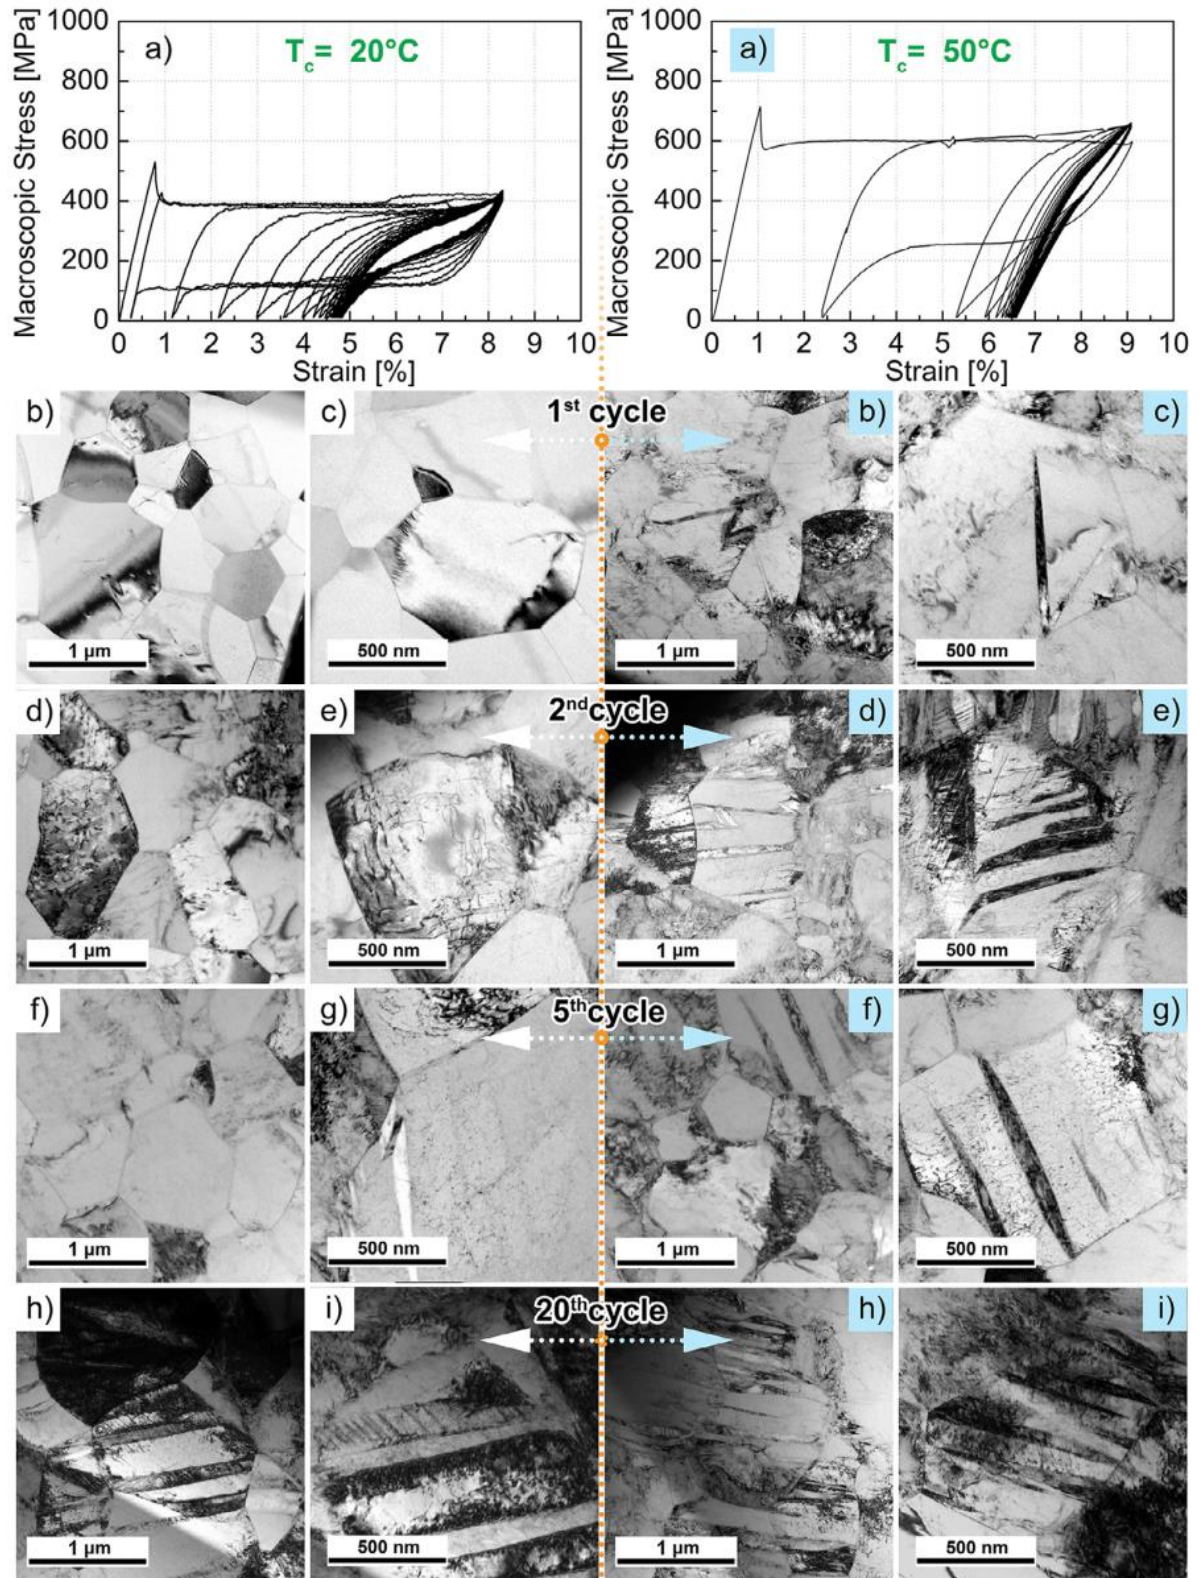 a)
T_c = 20°C
1000
800
600
400
200
0
Macroscopic Stress [MPa]
0 1 2 3 4 5 6 7 8 9 10
Strain [%]
a)
T_c = 50°C
1000
800
600
400
200
0
Macroscopic Stress [MPa]
0 1 2 3 4 5 6 7 8 9 10
Strain [%]
b) c) 1st cycle b) c)
1 µm 500 nm 1 µm 500 nm
d) e) 2nd cycle d) e)
1 µm 500 nm 1 µm 500 nm
f) g) 5th cycle f) g)
1 µm 500 nm 1 µm 500 nm
h) i) 20th cycle h) i)
1 µm 500 nm 1 µm 500 nm